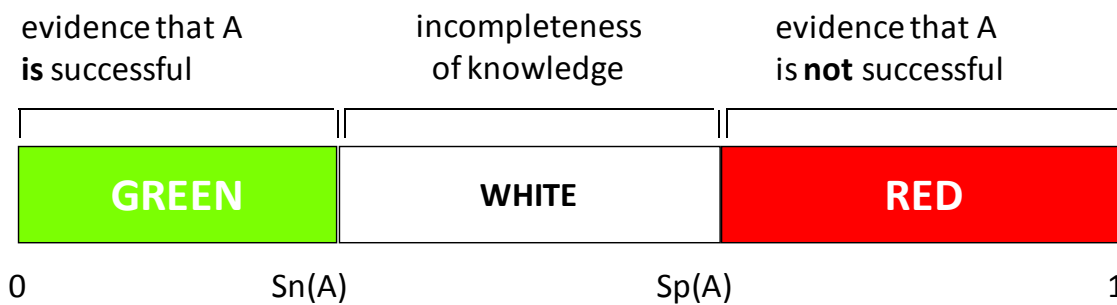 evidence that A
is successful
incompleteness
of knowledge
evidence that A
is not successful
GREEN
WHITE
RED
0
Sn(A)
Sp(A)
1